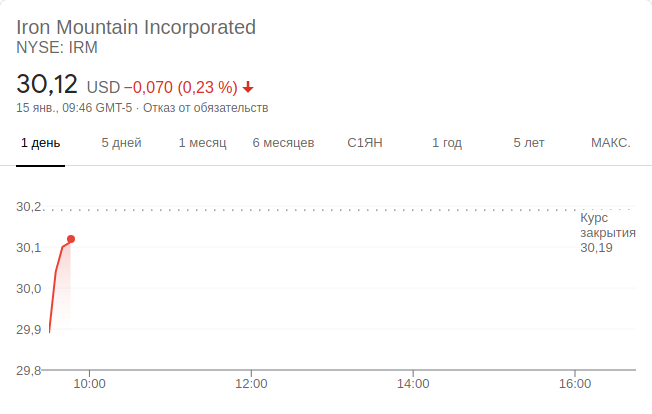 Iron Mountain Incorporated
NYSE: IRM
30,12 USD −0,070 (0,23 %)
15 янв., 09:46 GMT-5 · Отказ от обязательств
1 день 5 дней 1 месяц 6 месяцев С1ЯН 1 год 5 лет МАКС.
30,2
Курс
закрытия
30,1 30,19
30,0
29,9
29,8
10:00 12:00 14:00 16:00